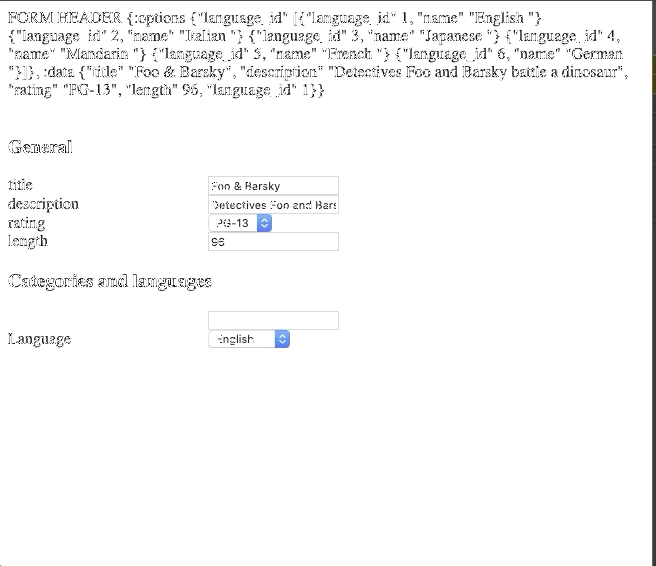 FORM HEADER {:options {"language_id" [{"language_id" 1, "name" "English "}
{"language_id" 2, "name" "Italian "} {"language_id" 3, "name" "Japanese "} {"language_id" 4,
"name" "Mandarin "} {"language_id" 5, "name" "French "} {"language_id" 6, "name" "German
"}]}, :data {"title" "Foo & Barsky", "description" "Detectives Foo and Barsky battle a dinosaur",
"rating" "PG-13", "length" 96, "language_id" 1}}
General
title Foo & Barsky
description Detectives Foo and Bars
rating PG-13
length 96
Categories and languages
Language English